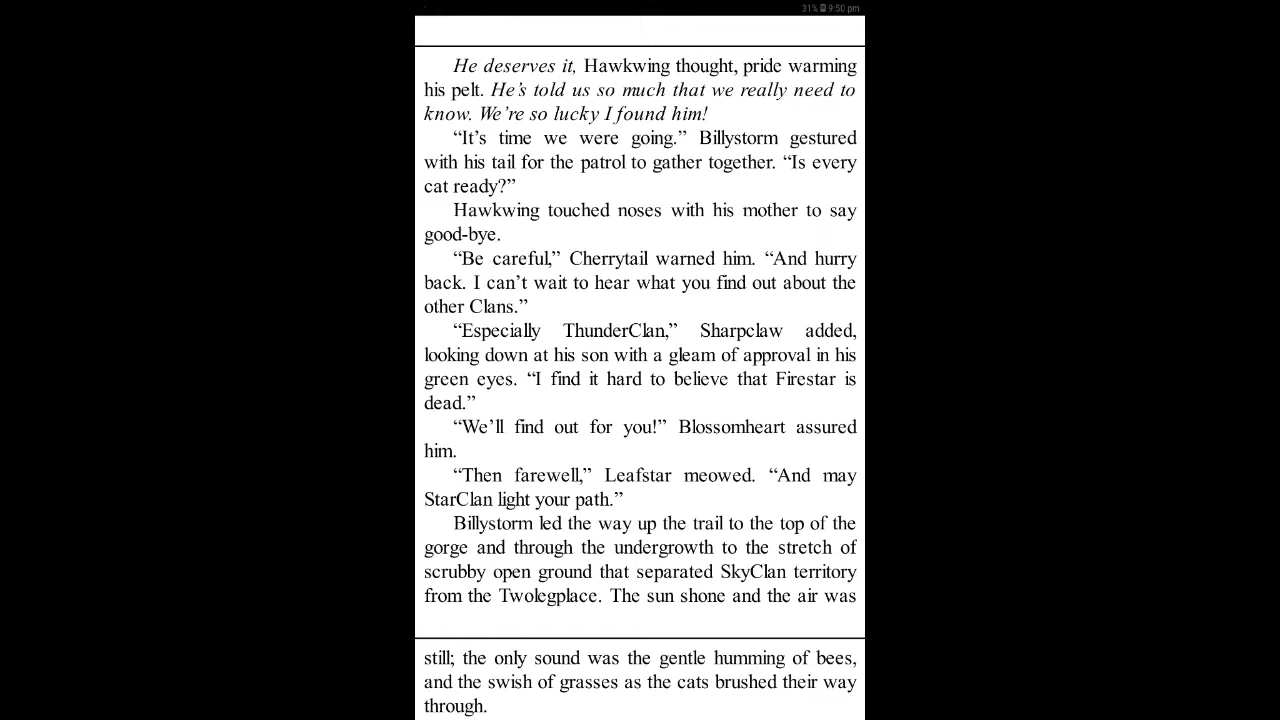 31% 9:50 pm
He deserves it, Hawkwing thought, pride warming
his pelt. He’s told us so much that we really need to
know. We’re so lucky I found him!
“It’s time we were going.” Billystorm gestured
with his tail for the patrol to gather together. “Is every
cat ready?”
Hawkwing touched noses with his mother to say
good-bye.
“Be careful,” Cherrytail warned him. “And hurry
back. I can’t wait to hear what you find out about the
other Clans.”
“Especially ThunderClan,” Sharpclaw added,
looking down at his son with a gleam of approval in his
green eyes. “I find it hard to believe that Firestar is
dead.”
“We’ll find out for you!” Blossomheart assured
him.
“Then farewell,” Leafstar meowed. “And may
StarClan light your path.”
Billystorm led the way up the trail to the top of the
gorge and through the undergrowth to the stretch of
scrubby open ground that separated SkyClan territory
from the Twolegplace. The sun shone and the air was
still; the only sound was the gentle humming of bees,
and the swish of grasses as the cats brushed their way
through.